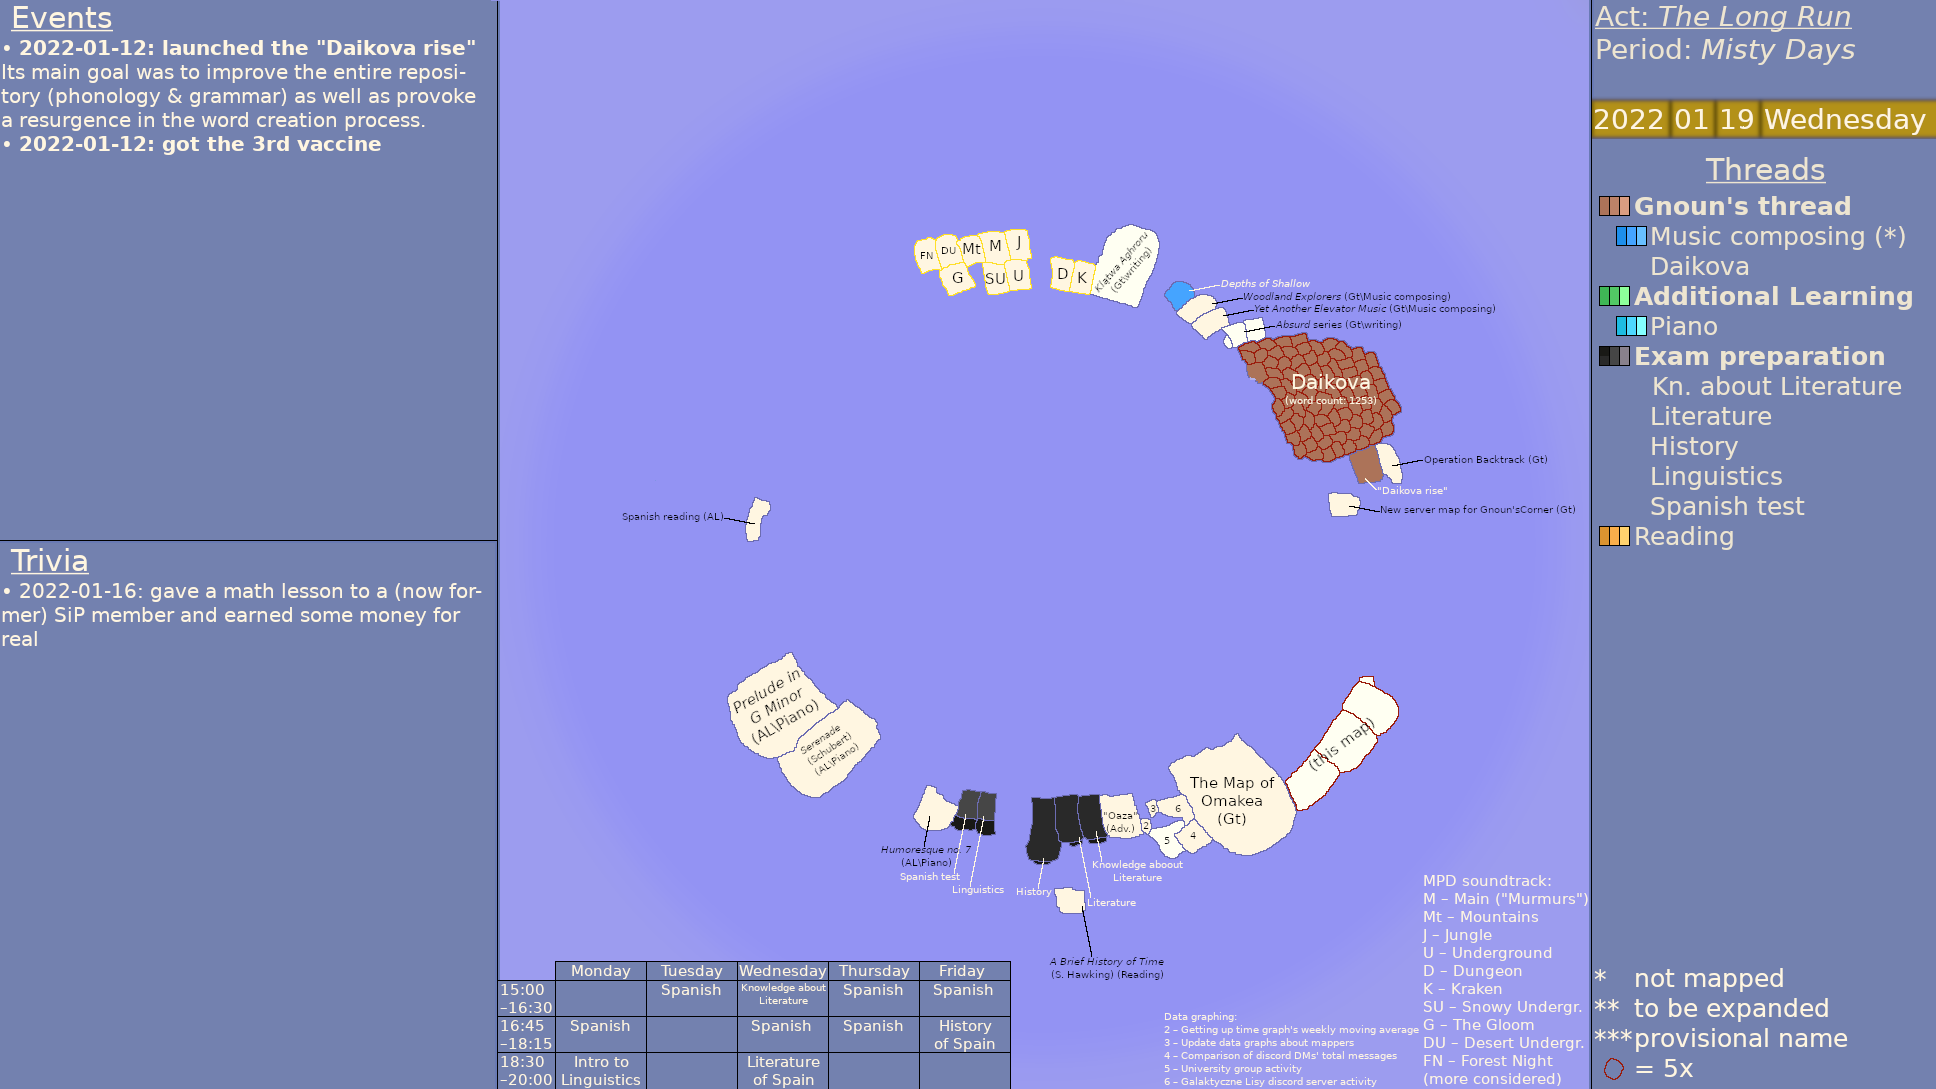 Events
• 2022-01-12: launched the "Daikova rise"
Its main goal was to improve the entire reposi-
tory (phonology & grammar) as well as provoke
a resurgence in the word creation process.
• 2022-01-12: got the 3rd vaccine
Trivia
• 2022-01-16: gave a math lesson to a (now for-
mer) SiP member and earned some money for
real
FN
DU
Mt
M
J
G
SU
U
D
K
Klątwa Aghroru
(Gt\writing)
Depths of Shallow
Woodland Explorers (Gt\Music composing)
Yet Another Elevator Music (Gt\Music composing)
Absurd series (Gt\writing)
Daikova
(word count: 1253)
Operation Backtrack (Gt)
"Daikova rise"
New server map for Gnoun'sCorner (Gt)
Spanish reading (AL)
Prelude in
G Minor
(AL\Piano)
Serenade
(Schubert)
(AL\Piano)
(this map)
The Map of
Omakea
(Gt)
"Oaza"
(Adv.)
3
6
2
5
4
Humoresque no. 7
(AL\Piano)
Spanish test
Linguistics
History
Knowledge aboout
Literature
Literature
A Brief History of Time
(S. Hawking) (Reading)
Monday Tuesday Wednesday Thursday Friday
15:00
–16:30
Spanish
Knowledge about
Literature
Spanish
Spanish
16:45
–18:15
Spanish
Spanish
Spanish
History
of Spain
18:30
–20:00
Intro to
Linguistics
Literature
of Spain
Data graphing:
2 – Getting up time graph's weekly moving average
3 – Update data graphs about mappers
4 – Comparison of discord DMs' total messages
5 – University group activity
6 – Galaktyczne Lisy discord server activity
MPD soundtrack:
M – Main ("Murmurs")
Mt – Mountains
J – Jungle
U – Underground
D – Dungeon
K – Kraken
SU – Snowy Undergr.
G – The Gloom
DU – Desert Undergr.
FN – Forest Night
(more considered)
Act: The Long Run
Period: Misty Days
2022 01 19 Wednesday
Threads
Gnoun's thread
Music composing (*)
Daikova
Additional Learning
Piano
Exam preparation
Kn. about Literature
Literature
History
Linguistics
Spanish test
Reading
* not mapped
** to be expanded
*** provisional name
= 5x